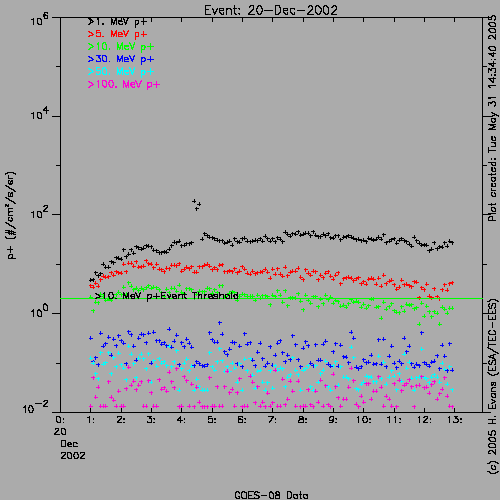 Event: 20-Dec-2002
>1. MeV p+
>5. MeV p+
>10. MeV p+
>30. MeV p+
>100. MeV p+
10^6
10^4
10^2
10^0
10^-2
p+ (#/cm²/s/sr)
>10. MeV p+Event Threshold
0: 1: 2: 3: 4: 5: 6: 7: 8: 9: 10: 11: 12: 13:
20
Dec
2002
GOES-08 Data
Plot created: Tue May 31 14:34:40 2005
(c) 2005 H. Evans (ESA/TEC-EES)